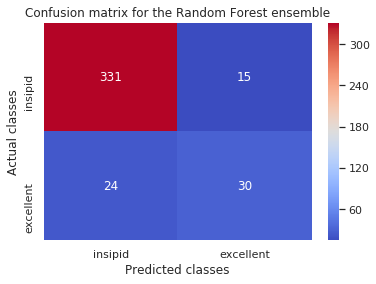 Confusion matrix for the Random Forest ensemble
Actual classes
insipid
excellent
331
15
24
30
insipid
excellent
Predicted classes
300
240
180
120
60